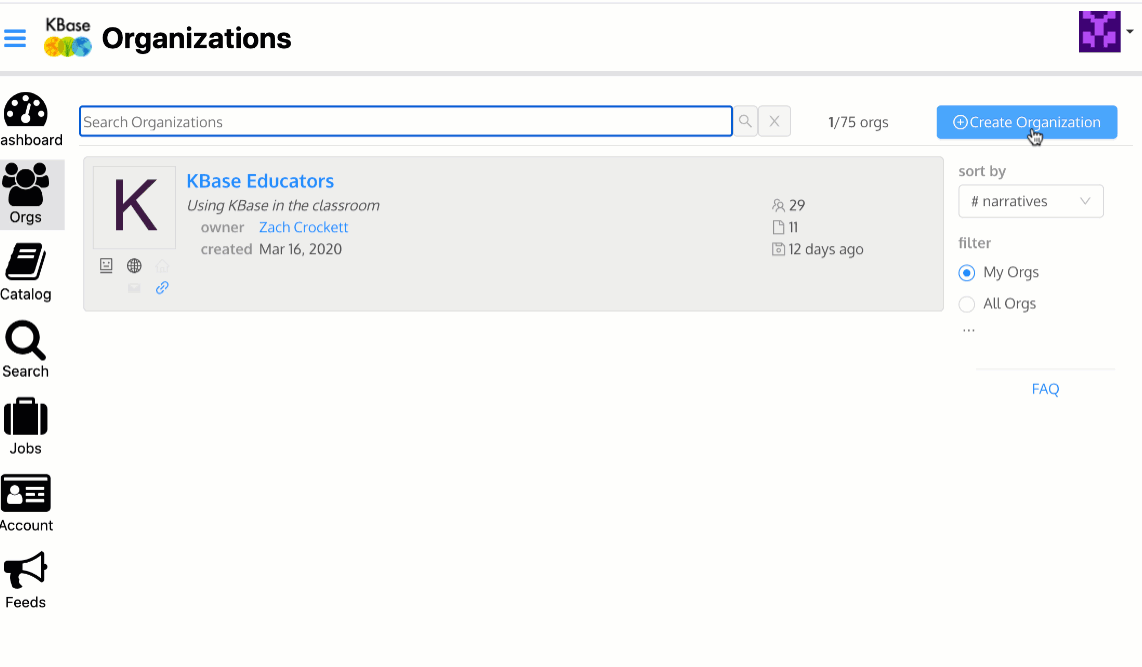 KBase
Organizations
ashboard
Orgs
Catalog
Search
Jobs
Account
Feeds
Search Organizations
1/75 orgs
Create Organization
K
KBase Educators
Using KBase in the classroom
owner Zach Crockett
created Mar 16, 2020
29
11
12 days ago
sort by
# narratives
filter
My Orgs
All Orgs
...
FAQ